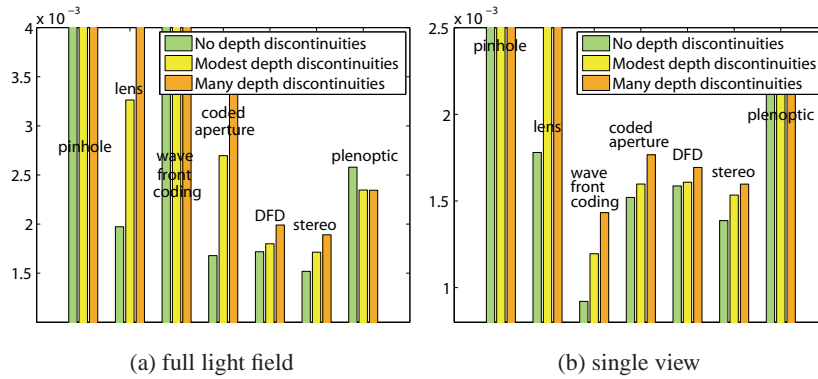 x 10⁻³
4
3.5
3
2.5
2
1.5
No depth discontinuities
Modest depth discontinuities
Many depth discontinuities
pinhole
lens
wave
front
coding
coded
aperture
DFD
stereo
plenoptic
(a) full light field
x 10⁻³
2.5
2
1.5
1
No depth discontinuities
Modest depth discontinuities
Many depth discontinuities
pinhole
lens
wave
front
coding
coded
aperture
DFD
stereo
plenoptic
(b) single view